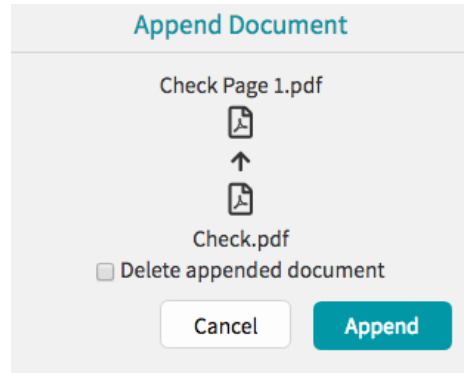 Append Document
Check Page 1.pdf
Check.pdf
Delete appended document
Cancel Append